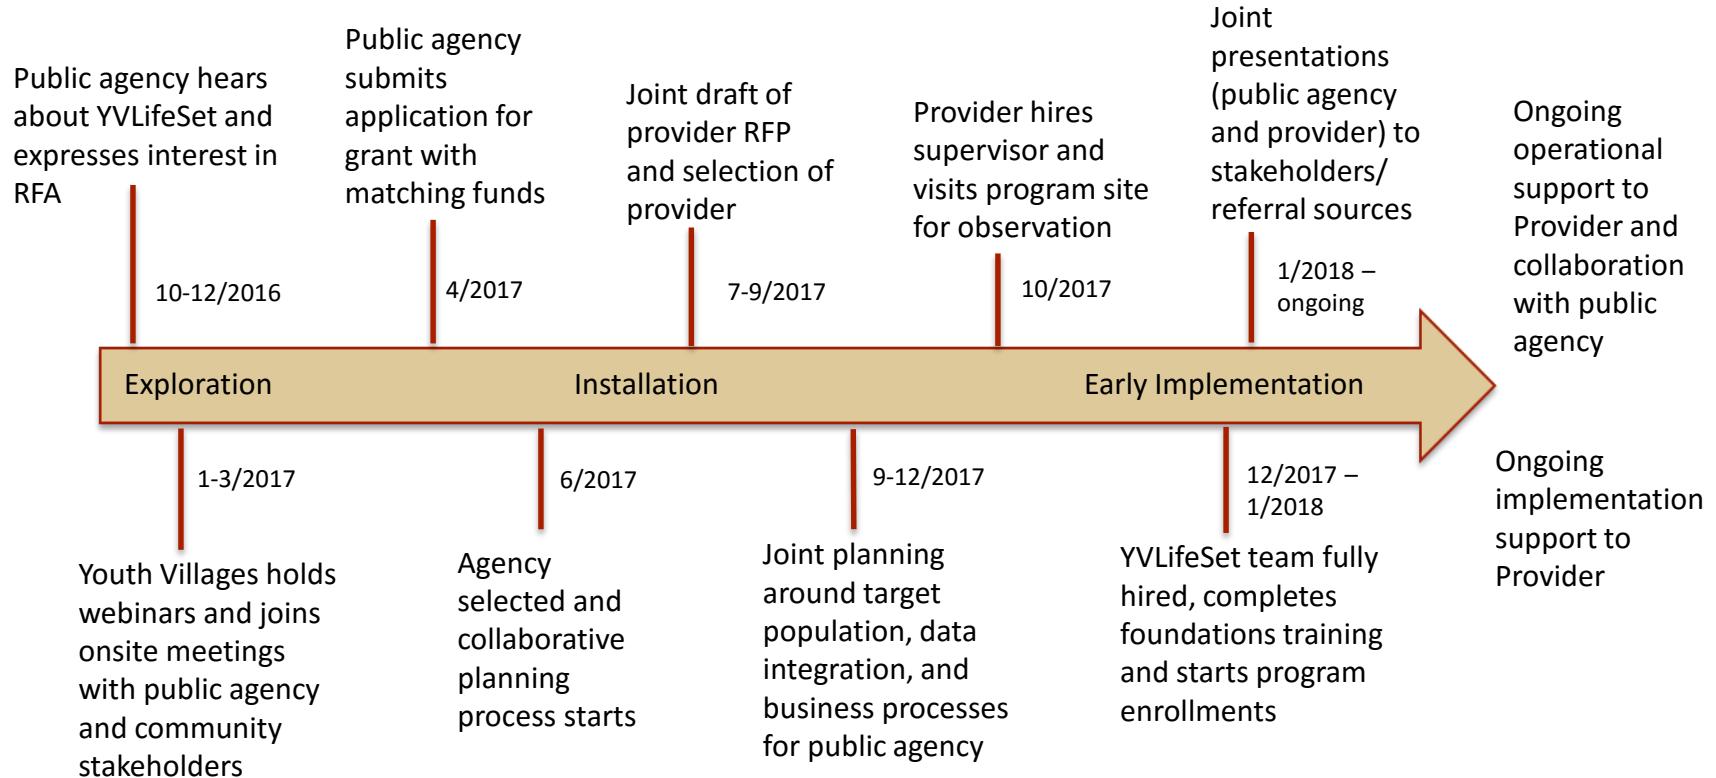 Public agency hears
about YVLifeSet and
expresses interest in
RFA
10-12/2016
Public agency
submits
application for
grant with
matching funds
4/2017
Joint draft of
provider RFP
and selection of
provider
7-9/2017
Provider hires
supervisor and
visits program site
for observation
10/2017
Joint
presentations
(public agency
and provider) to
stakeholders/
referral sources
1/2018 –
ongoing
Ongoing
operational
support to
Provider and
collaboration
with public
agency
Exploration
Installation
Early Implementation
1-3/2017
Youth Villages holds
webinars and joins
onsite meetings
with public agency
and community
stakeholders
6/2017
Agency
selected and
collaborative
planning
process starts
9-12/2017
Joint planning
around target
population, data
integration, and
business processes
for public agency
12/2017 –
1/2018
YVLifeSet team fully
hired, completes
foundations training
and starts program
enrollments
Ongoing
implementation
support to
Provider